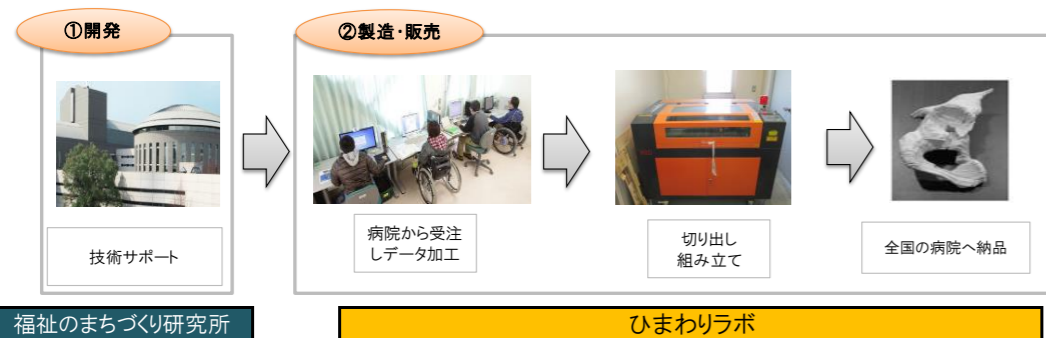 ①開発
②製造・販売
技術サポート
病院から受注
しデータ加工
切り出し
組み立て
全国の病院へ納品
福祉のまちづくり研究所
ひまわりラボ